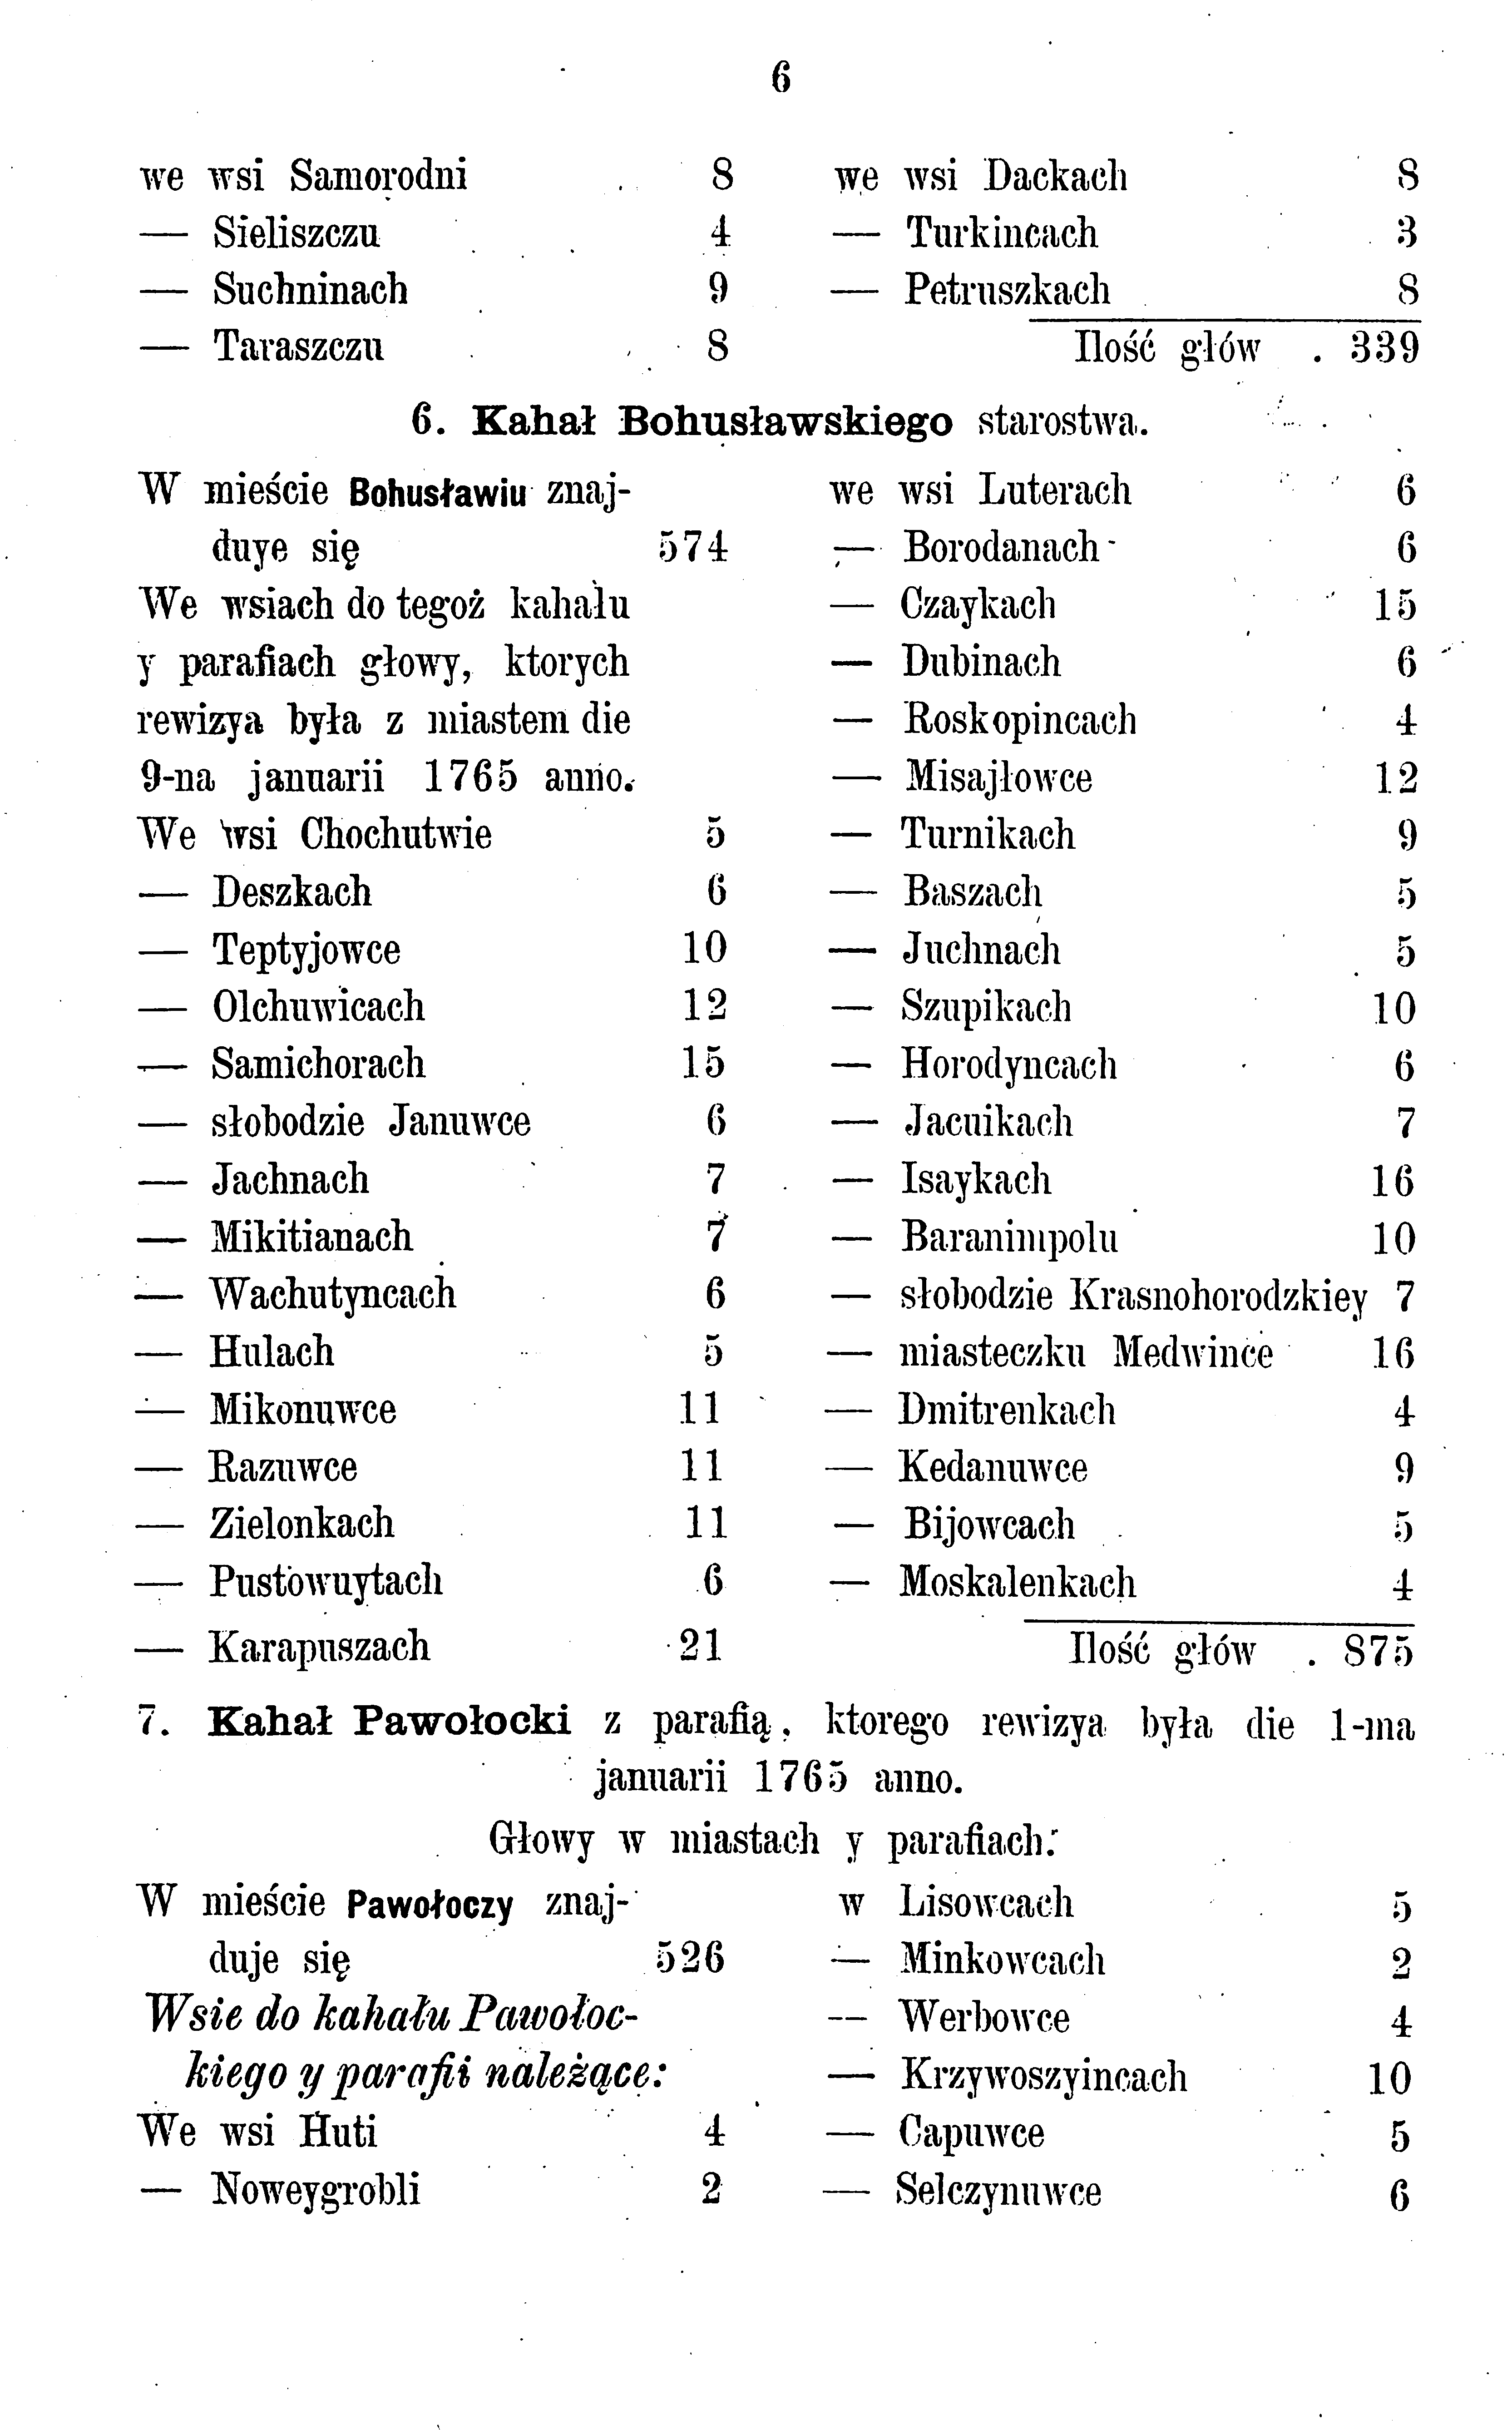 6
we wsi Samorodni 8
— Sieliszczu 4
— Suchninach 9
— Taraszczu 8
we wsi Dackach 8
— Turkincach 3
— Petruszkach 8
Ilość głów . 339
6. Kahał Bohusławskiego starostwa.
W mieście Bohusławiu znaj-
duye się 574
We wsiach do tegoż kahału
y parafiach głowy, ktorych
rewizya była z miastem die
9-na januarii 1765 anno.
We wsi Chochutwie 5
— Deszkach 6
— Teptyjowce 10
— Olchuwicach 12
— Samichorach 15
— słobodzie Januwce 6
— Jachnach 7
— Mikitianach 7
— Wachutyncach 6
— Hulach 5
— Mikonuwce 11
— Razuwce 11
— Zielonkach 11
— Pustowuytach 6
— Karapuszach 21
we wsi Luterach 6
— Borodanach 6
— Czaykach 15
— Dubinach 6
— Roskopincach 4
— Misajłowce 12
— Turnikach 9
— Baszach 5
— Juchnach 5
— Szupikach 10
— Horodyncach 6
— Jacuikach 7
— Isaykach 16
— Baranimpolu 10
— słobodzie Krasnohorodzkiey 7
— miasteczku Medwince 16
— Dmitrenkach 4
— Kedanuwce 9
— Bijowcach 5
— Moskalenkach 4
Ilość głów . 875
7. Kahał Pawołocki z parafią, ktorego rewizya była die 1-ma
januarii 1765 anno.
Głowy w miastach y parafiach:
W mieście Pawołoczy znaj-
duje się 526
Wsie do kahału Pawołoc-
kiego y parafii należące:
We wsi Huti 4
— Noweygrobli 2
w Lisowcach 5
— Minkowcach 2
— Werbowce 4
— Krzywoszyincach 10
— Capuwce 5
— Selczynuwce 6